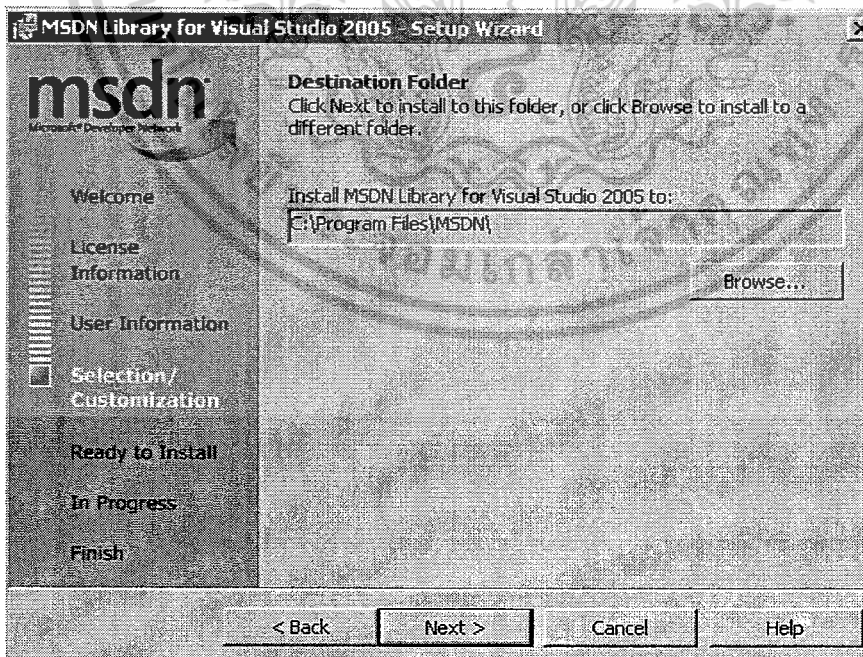 MSDN Library for Visual Studio 2005 - Setup Wizard
msdn
Microsoft Developer Network
Welcome
License
Information
User Information
Selection/
Customization
Ready to Install
In Progress
Finish
Destination Folder
Click Next to install to this folder, or click Browse to install to a
different folder.
Install MSDN Library for Visual Studio 2005 to:
C:\Program Files\MSDN\
Browse...
< Back
Next >
Cancel
Help